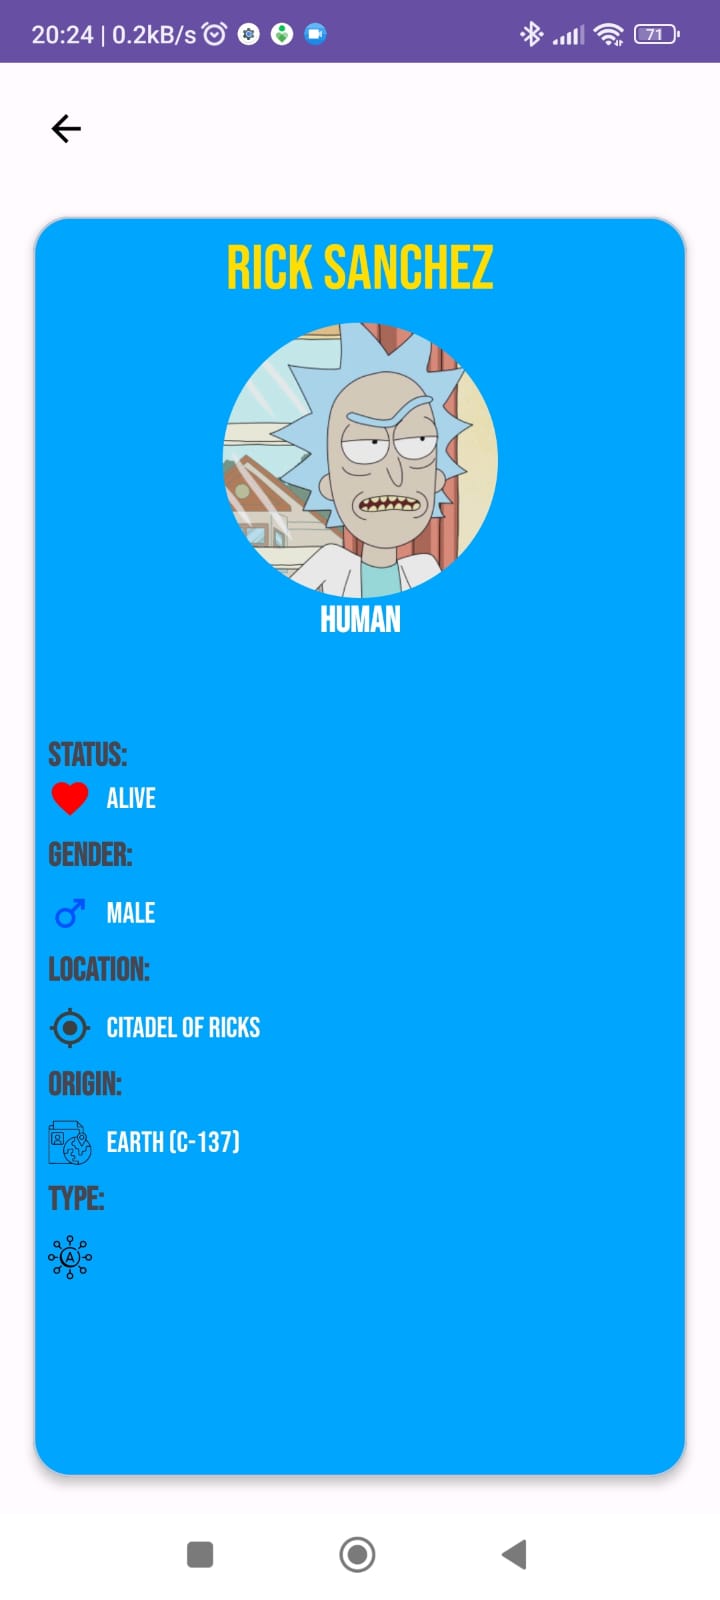 20:24 | 0.2kB/s
71
RICK SANCHEZ
HUMAN
STATUS:
ALIVE
GENDER:
MALE
LOCATION:
CITADEL OF RICKS
ORIGIN:
EARTH (C-137)
TYPE:
A